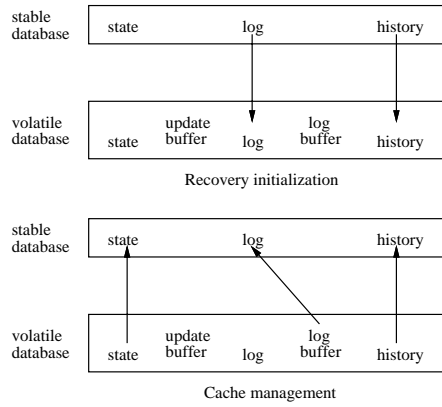 stable
database
state log history
volatile
database
state update
buffer log log
buffer history
Recovery initialization
stable
database
state log history
volatile
database
state update
buffer log log
buffer history
Cache management